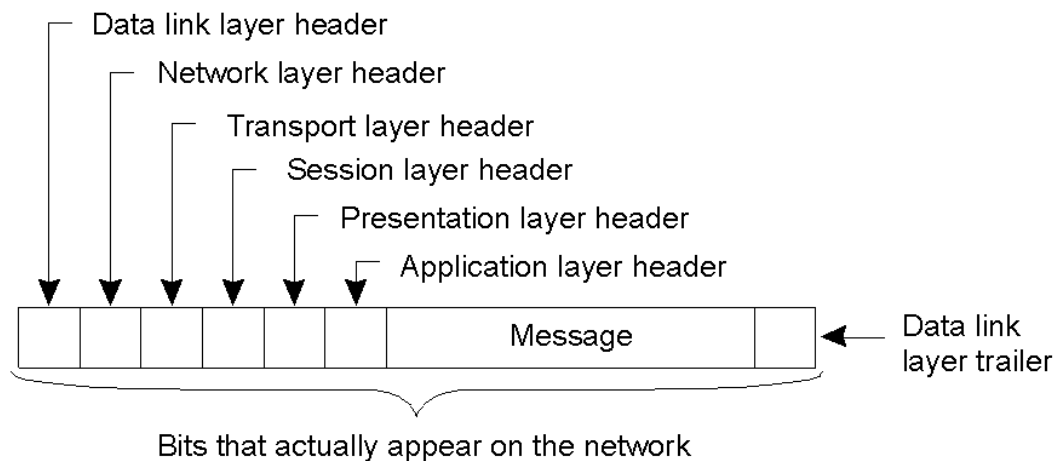 Data link layer header
Network layer header
Transport layer header
Session layer header
Presentation layer header
Application layer header
Message
Data link
layer trailer
Bits that actually appear on the network